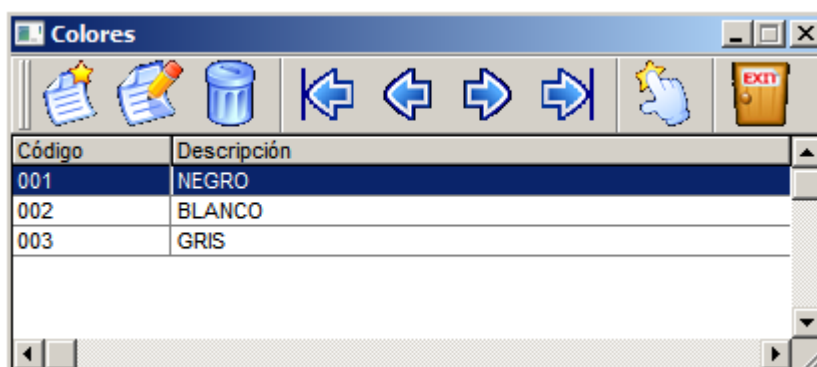 Colores
EXIT
Código Descripción
001 NEGRO
002 BLANCO
003 GRIS